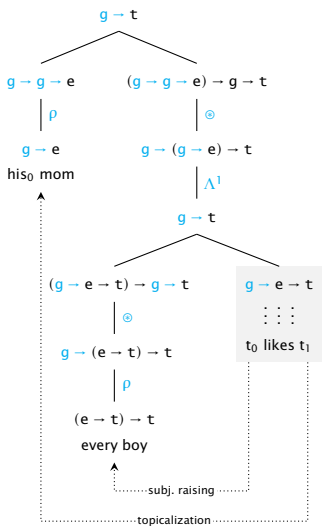 g → t
g → g → e (g → g → e) → g → t
ρ ⊛
g → e g → (g → e) → t
his₀ mom Λ¹
g → t
(g → e → t) → g → t g → e → t
⊛ ⋮ ⋮ ⋮
g → (e → t) → t t₀ likes t₁
ρ
(e → t) → t
every boy
subj. raising
topicalization